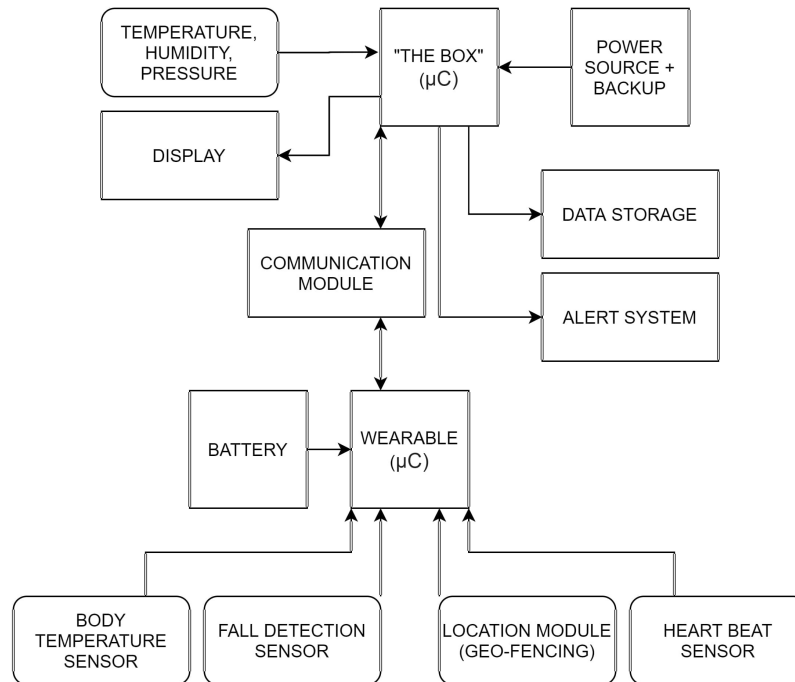 TEMPERATURE,
HUMIDITY,
PRESSURE
"THE BOX"
(µC)
POWER
SOURCE +
BACKUP
DISPLAY
DATA STORAGE
COMMUNICATION
MODULE
ALERT SYSTEM
BATTERY
WEARABLE
(µC)
BODY
TEMPERATURE
SENSOR
FALL DETECTION
SENSOR
LOCATION MODULE
(GEO-FENCING)
HEART BEAT
SENSOR